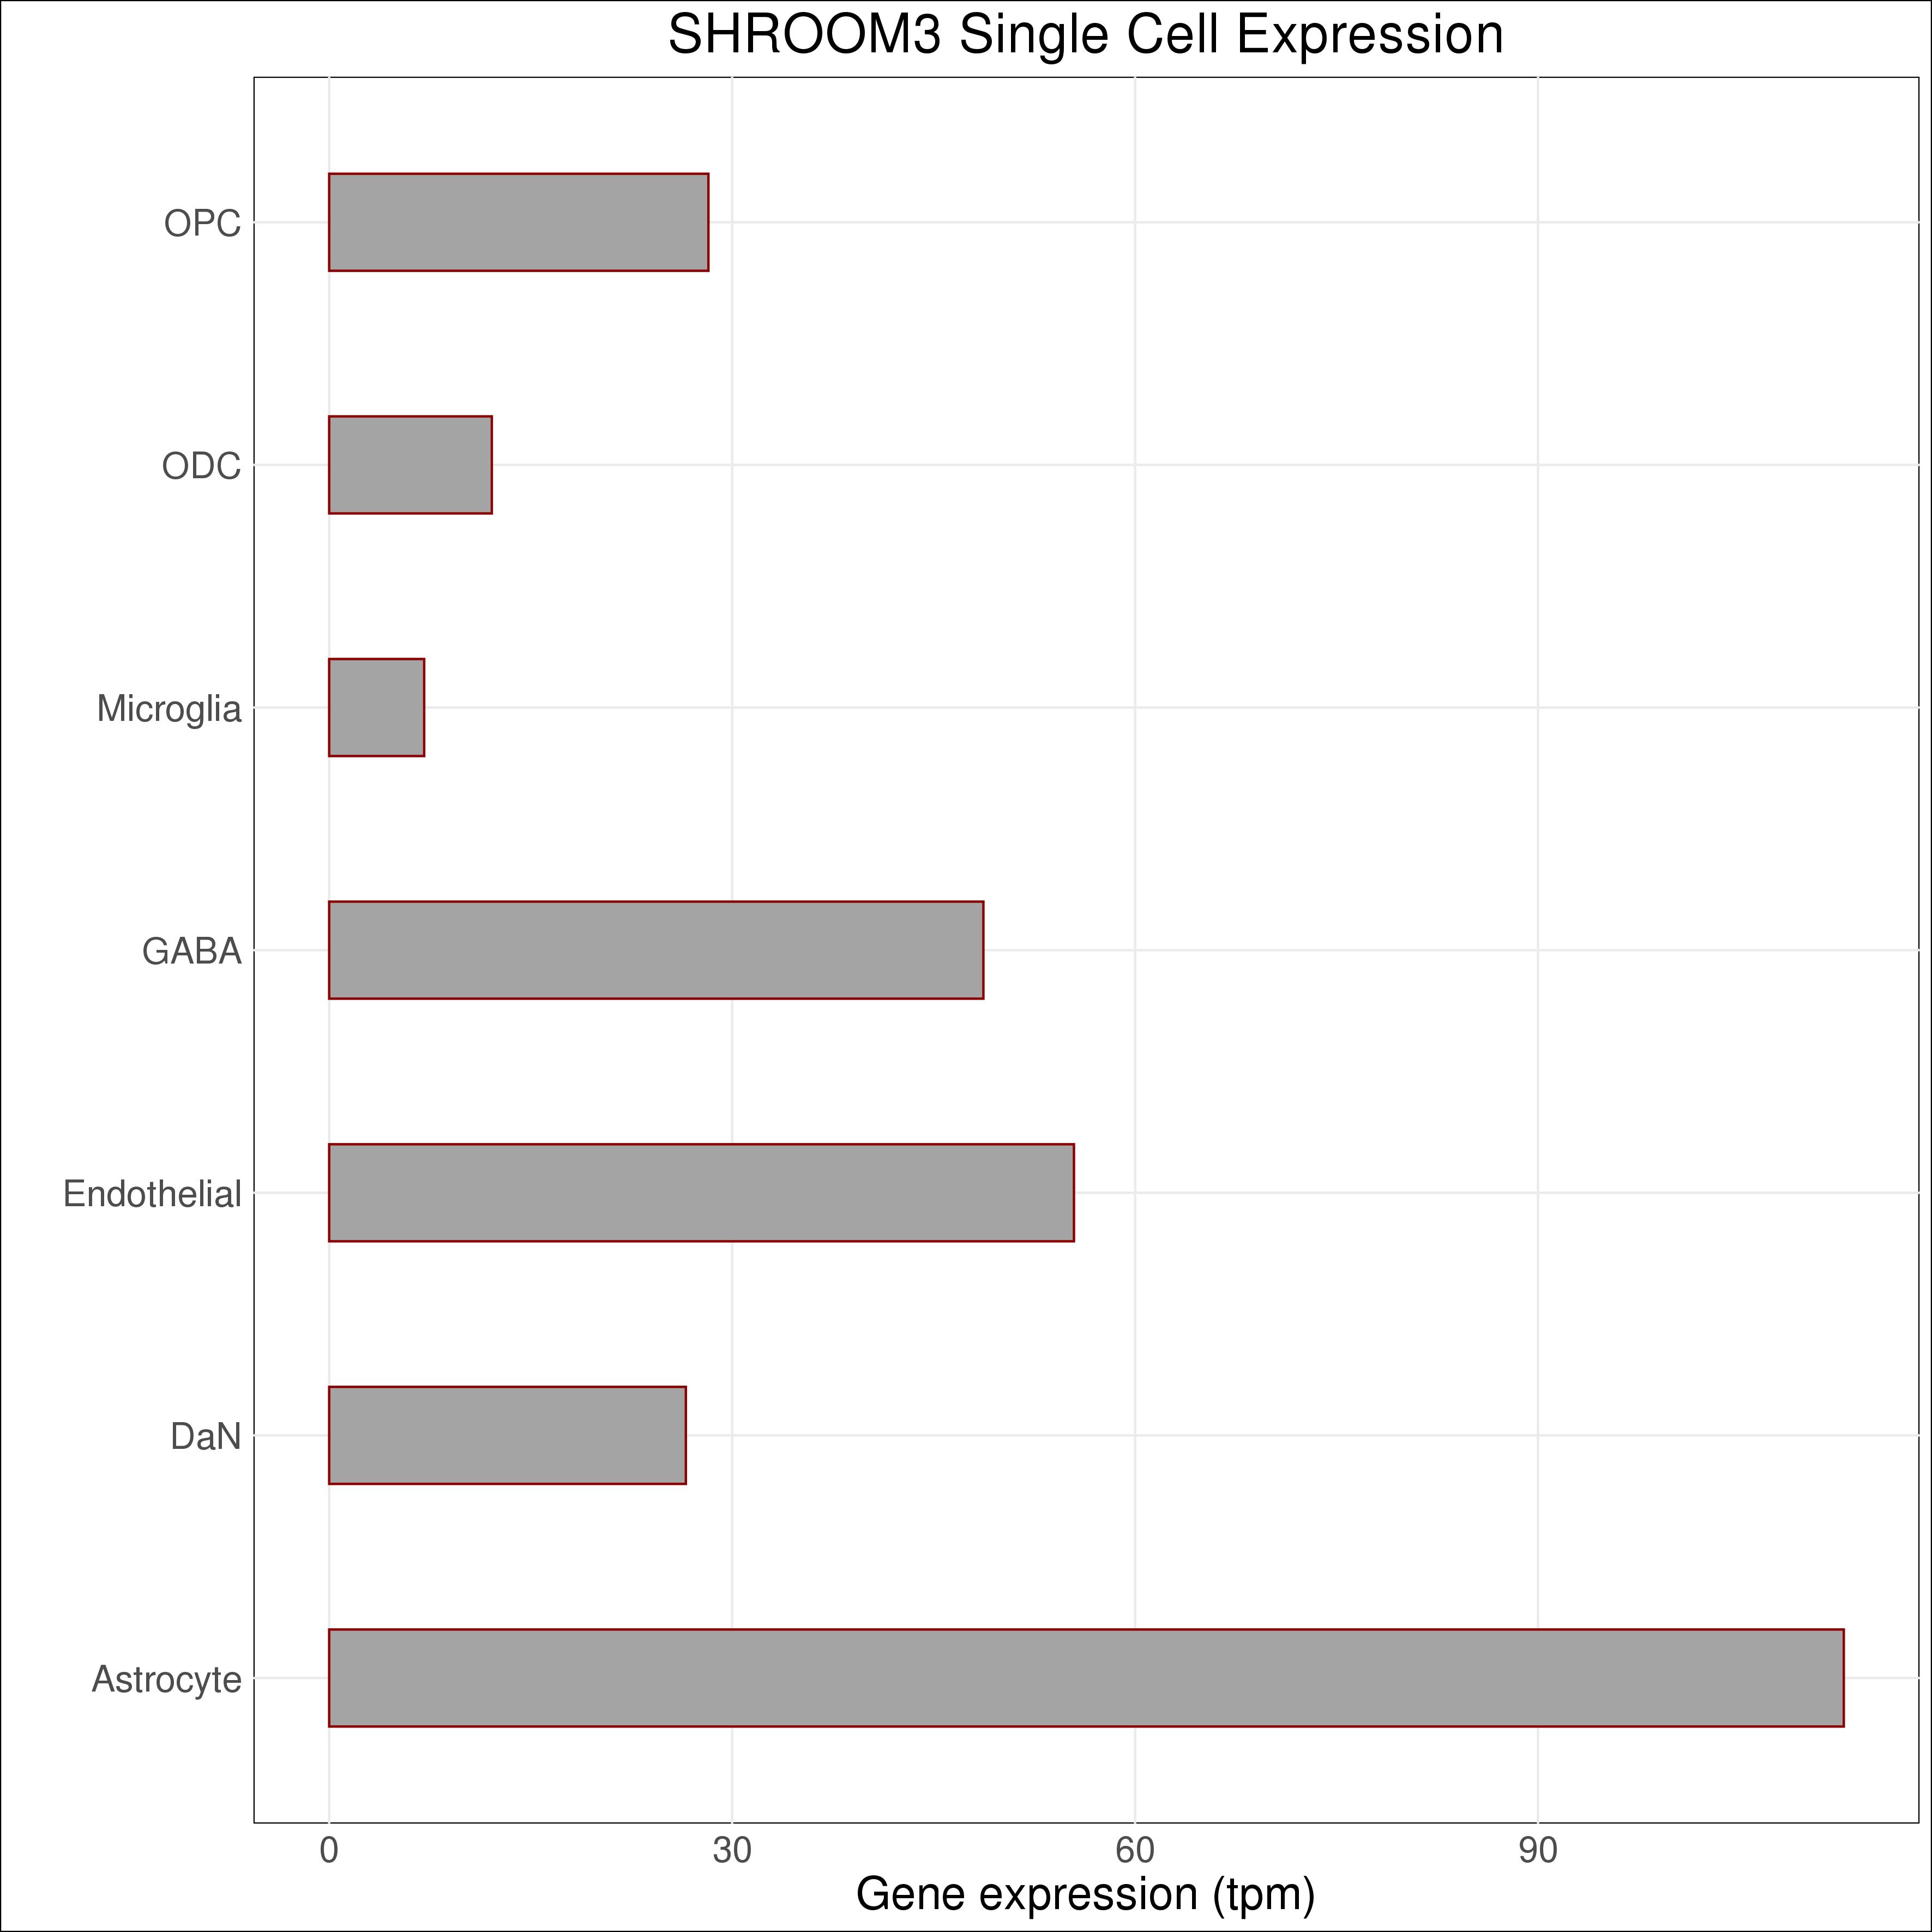 SHROOM3 Single Cell Expression
OPC
ODC
Microglia
GABA
Endothelial
DaN
Astrocyte
0 30 60 90
Gene expression (tpm)